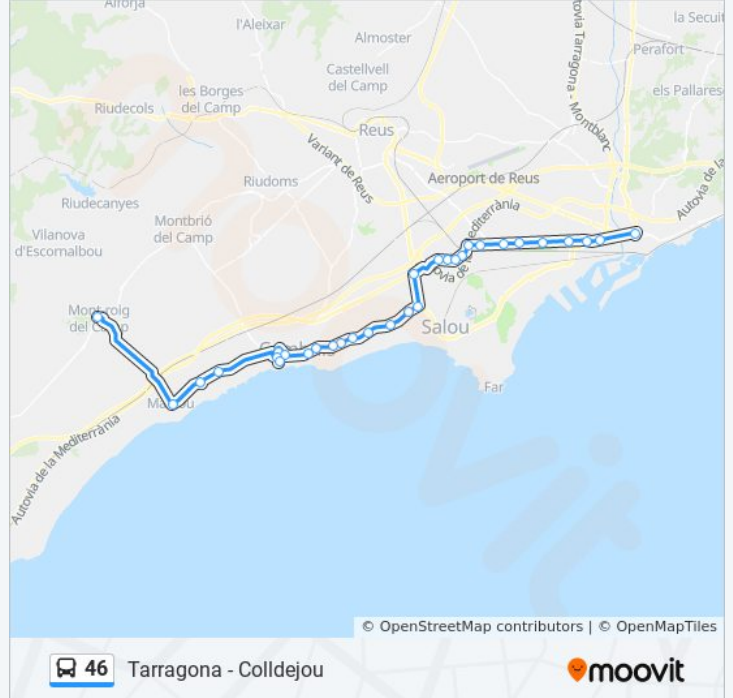 Alforja
l'Aleixar
la Secuit
Almoster
Perafort
Castellvell
del Camp
els Pallares
les Borges
del Camp
Riudecols
Autovia Tarragona - Montblanc
Reus
Variant de Reus
Aeroport de Reus
Riudoms
Riudecanyes
Autovia de la Mediterrània
Autovia de la
Montbrió
del Camp
Vilanova
d'Escornalbou
Mont-roig
del Camp
Salou
Cambrils
Far
Autovia de la Mediterrània
moovit
© OpenStreetMap contributors | © OpenMapTiles
46 Tarragona - Colldejou
moovit